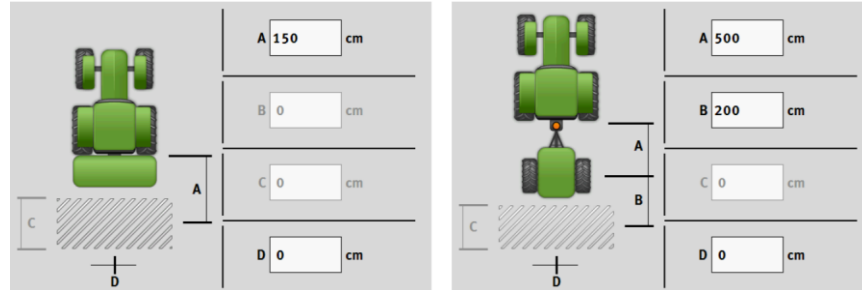 A 150 cm
B 0 cm
A
C
C 0 cm
D 0 cm
D
A 500 cm
B 200 cm
A
C 0 cm
B
C
D 0 cm
D